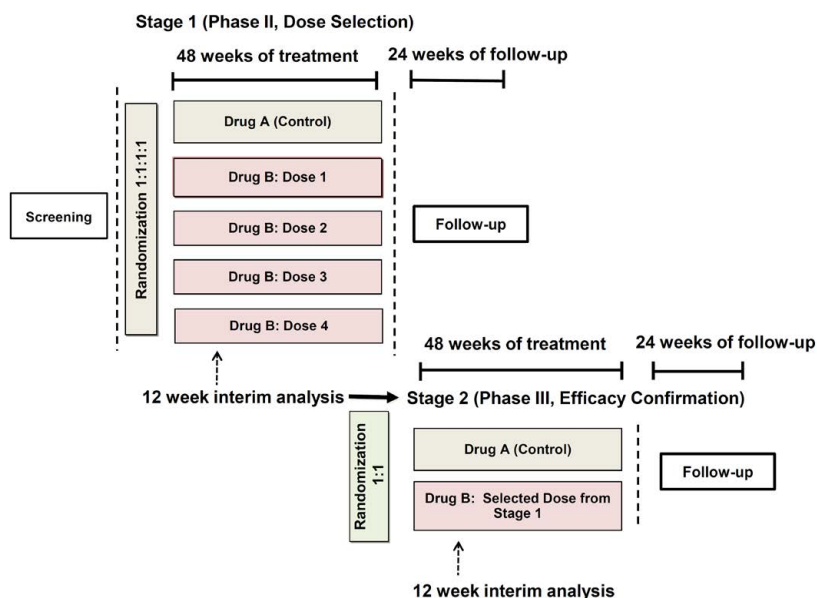 Stage 1 (Phase II, Dose Selection)
48 weeks of treatment
24 weeks of follow-up
Screening
Randomization 1:1:1:1
Drug A (Control)
Drug B: Dose 1
Drug B: Dose 2
Drug B: Dose 3
Drug B: Dose 4
Follow-up
12 week interim analysis
48 weeks of treatment
24 weeks of follow-up
Stage 2 (Phase III, Efficacy Confirmation)
Randomization
1:1
Drug A (Control)
Drug B: Selected Dose from
Stage 1
Follow-up
12 week interim analysis